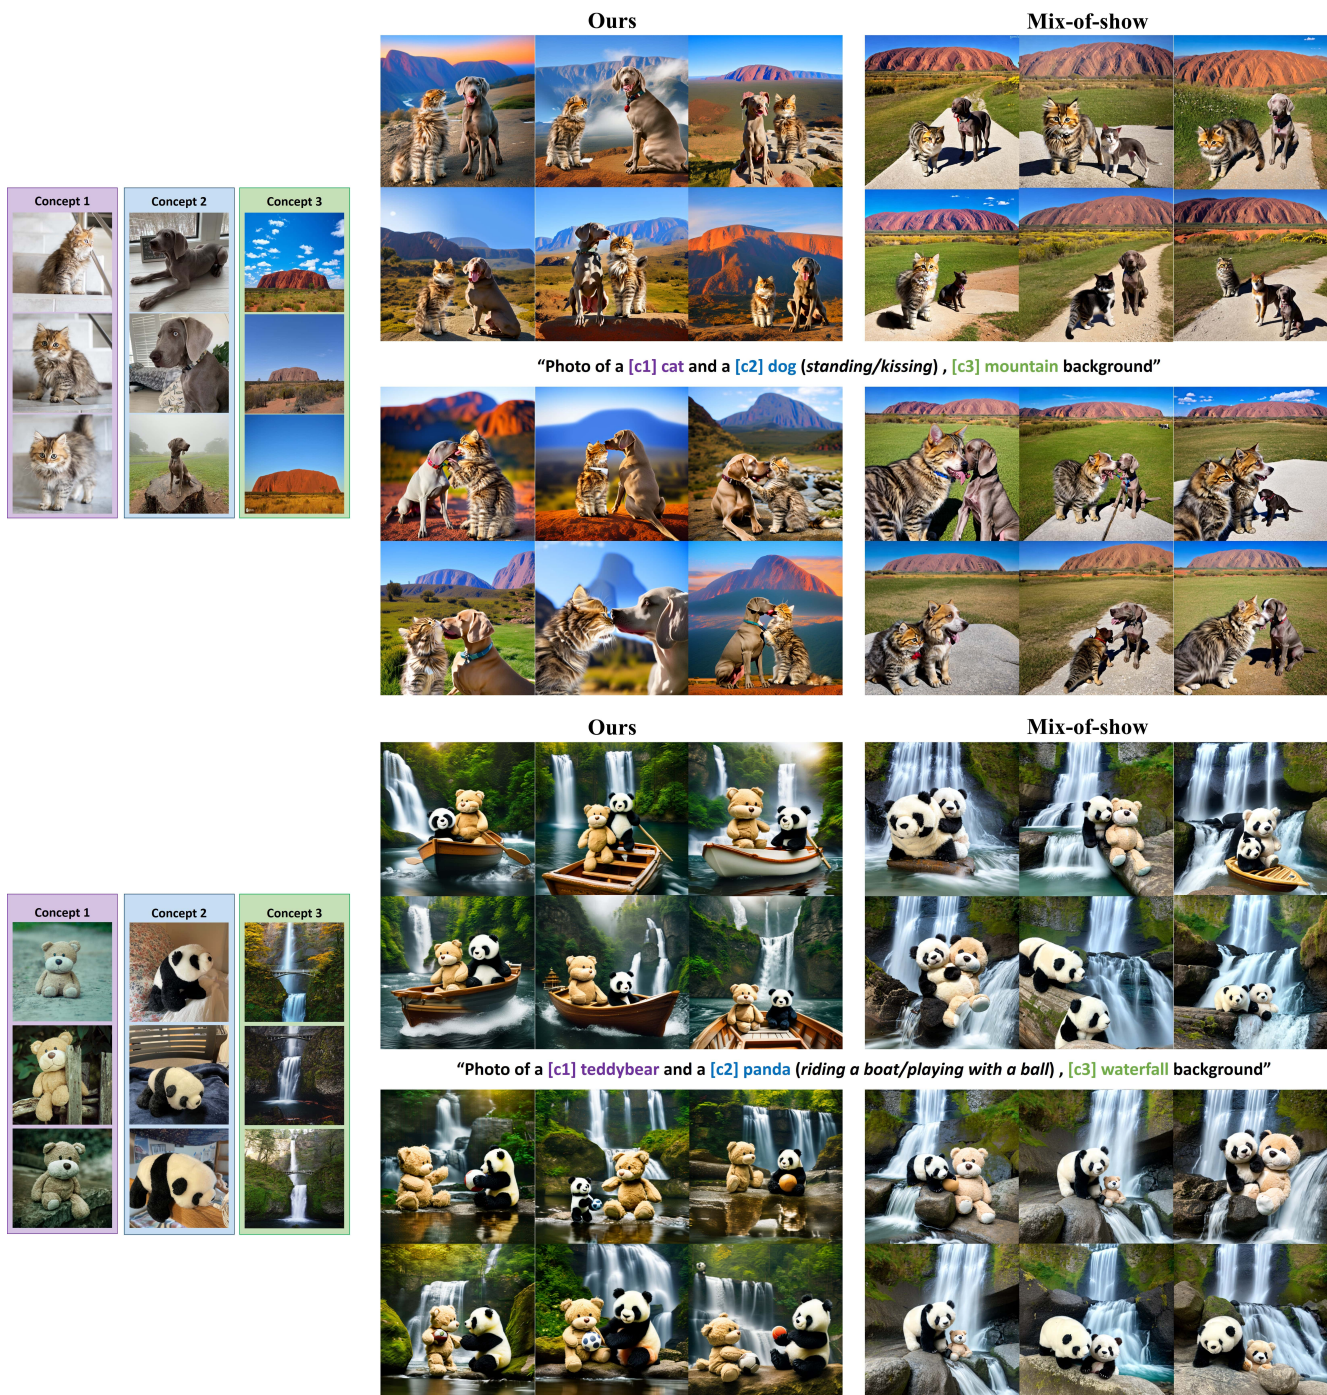 Ours
Mix-of-show
Concept 1
Concept 2
Concept 3
“Photo of a [c1] cat and a [c2] dog (standing/kissing) , [c3] mountain background”
Ours
Mix-of-show
Concept 1
Concept 2
Concept 3
“Photo of a [c1] teddybear and a [c2] panda (riding a boat/playing with a ball) , [c3] waterfall background”